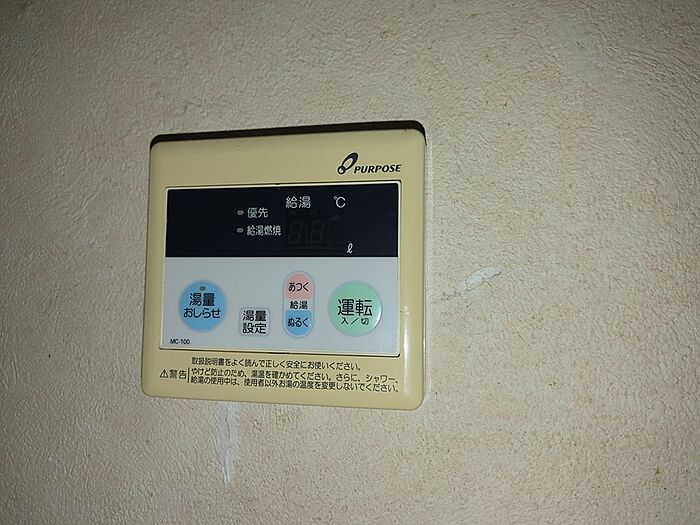 PURPOSE
給湯 ℃
優先
給湯燃焼
ℓ
湯量
おしらせ
湯量
設定
あつく
給湯
ぬるく
運転
入/切
MC-100
取扱説明書をよく読んで正しく安全にお使いください。
⚠警告
やけど防止のため、湯温を確かめてください。さらに、シャワー、
給湯の使用中は、使用者以外お湯の温度を変更しないでください。